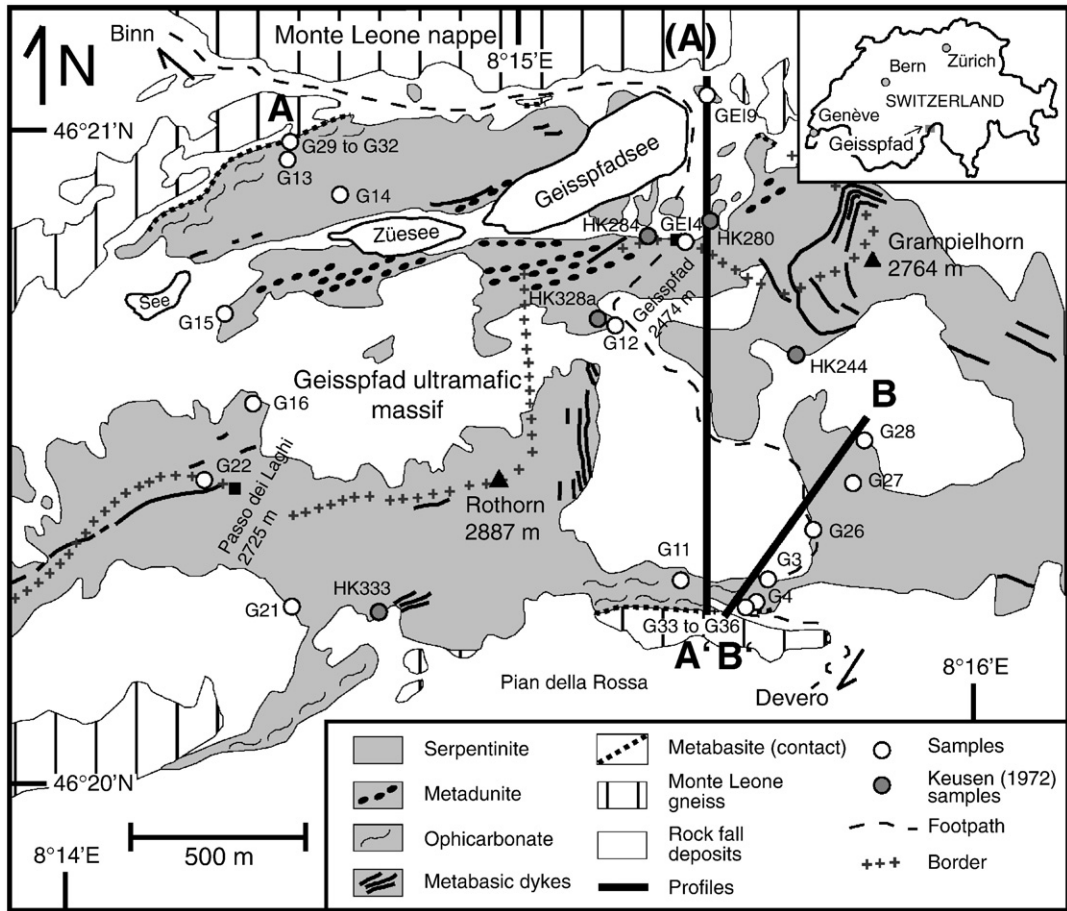 Binn
Monte Leone nappe
8°15'E
(A)
N
46°21'N
A
G29 to G32
G13
G14
Geisspfadsee
Züesee
See
GEI9
HK284
GEI4
HK280
Grampielhorn
2764 m
Geisspfad
2474 m
HK328a
G12
G15
HK244
Geisspfad ultramafic
massif
G16
B
G28
G22
G27
Passo dei Laghi
2725 m
Rothorn
2887 m
G26
G11
G3
G4
HK333
G21
G33 to G36
A'
B'
Pian della Rossa
Devero
8°16'E
46°20'N
8°14'E
500 m
Zürich
Bern
SWITZERLAND
Genève
Geisspfad
Serpentinite
Metadunite
Ophicarbonate
Metabasic dykes
Metabasite (contact)
Monte Leone
gneiss
Rock fall
deposits
Profiles
Samples
Keusen (1972)
samples
Footpath
Border